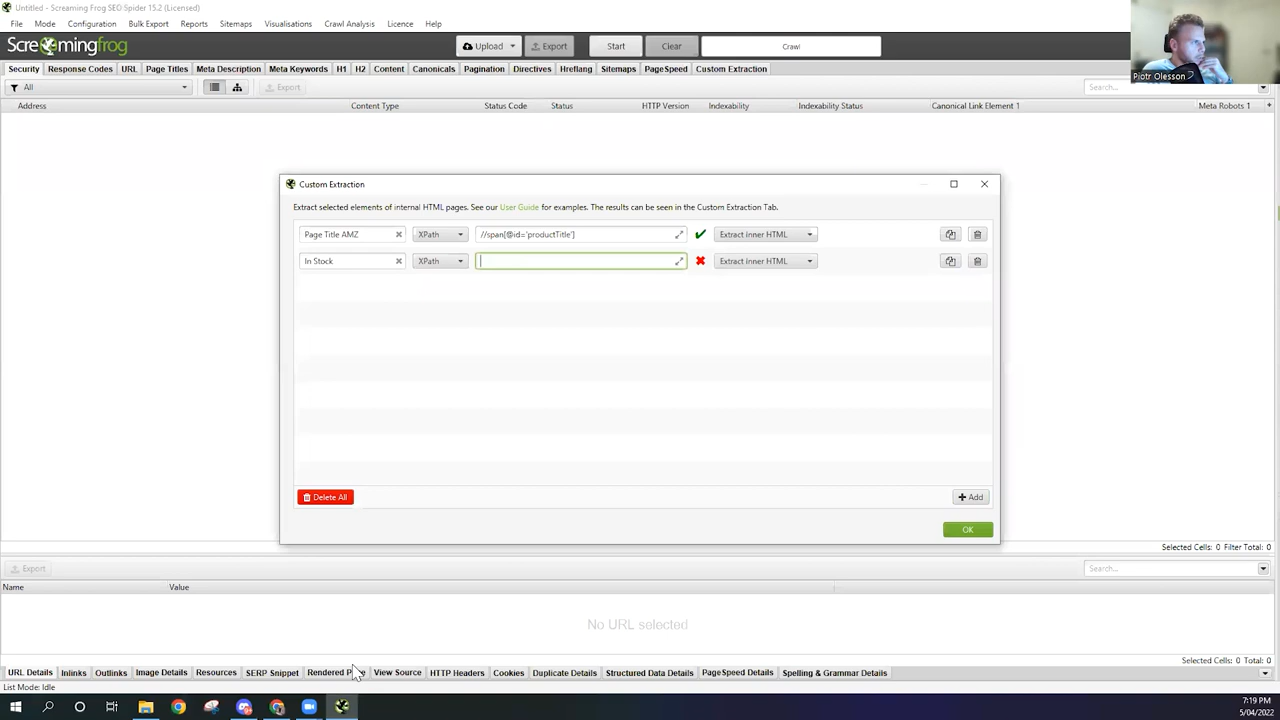 Untitled - Screaming Frog SEO Spider 15.2 (Licensed)
File Mode Configuration Bulk Export Reports Sitemaps Visualisations Crawl Analysis Licence Help
Screamingfrog Upload Export Start Clear Crawl
Piotr Olesson
Security Response Codes URL Page Titles Meta Description Meta Keywords H1 H2 Content Canonicals Pagination Directives Hreflang Sitemaps PageSpeed Custom Extraction
All Export Search...
Address Content Type Status Code Status HTTP Version Indexability Indexability Status Canonical Link Element 1 Meta Robots 1
Custom Extraction
Extract selected elements of internal HTML pages. See our User Guide for examples. The results can be seen in the Custom Extraction Tab.
Page Title AMZ XPath //span[@id='productTitle'] Extract Inner HTML
In Stock XPath Extract Inner HTML
Delete All Add
OK
Selected Cells: 0 Filter Total: 0
Export Search...
Name Value
No URL selected
Selected Cells: 0 Total: 0
URL Details Inlinks Outlinks Image Details Resources SERP Snippet Rendered View Source HTTP Headers Cookies Duplicate Details Structured Data Details PageSpeed Details Spelling & Grammar Details
List Mode: Idle
7:19 PM
5/04/2022